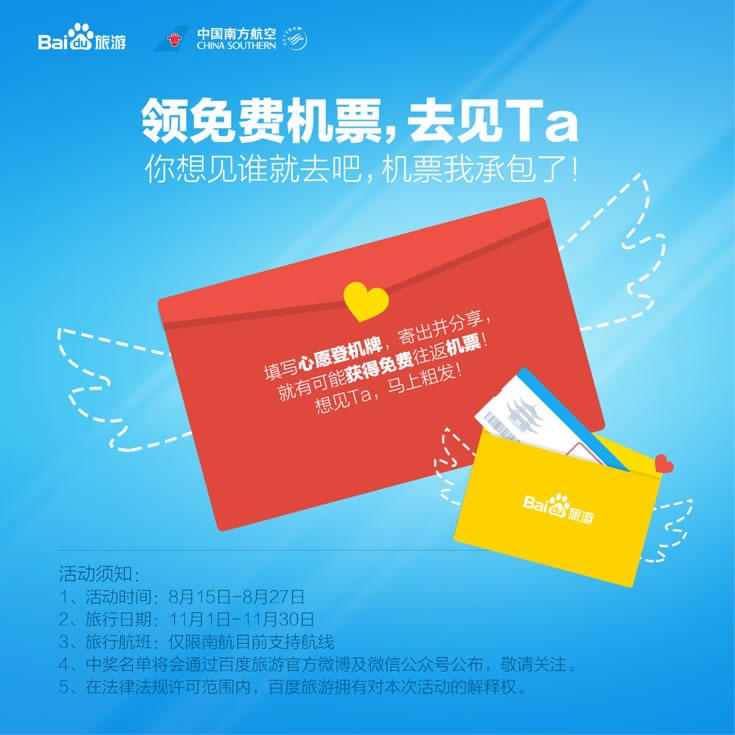 Baidu旅游
中国南方航空
CHINA SOUTHERN
SKYTEAM
领免费机票,去见Ta
你想见谁就去吧,机票我承包了!
填写心愿登机牌,寄出并分享,
就有可能获得免费往返机票!
想见Ta,马上粗发!
Baidu旅游
活动须知:
1、活动时间:8月15日-8月27日
2、旅行日期:11月1日-11月30日
3、旅行航班:仅限南航目前支持航线
4、中奖名单将会通过百度旅游官方微博及微信公众号公布,敬请关注。
5、在法律法规许可范围内,百度旅游拥有对本次活动的解释权。